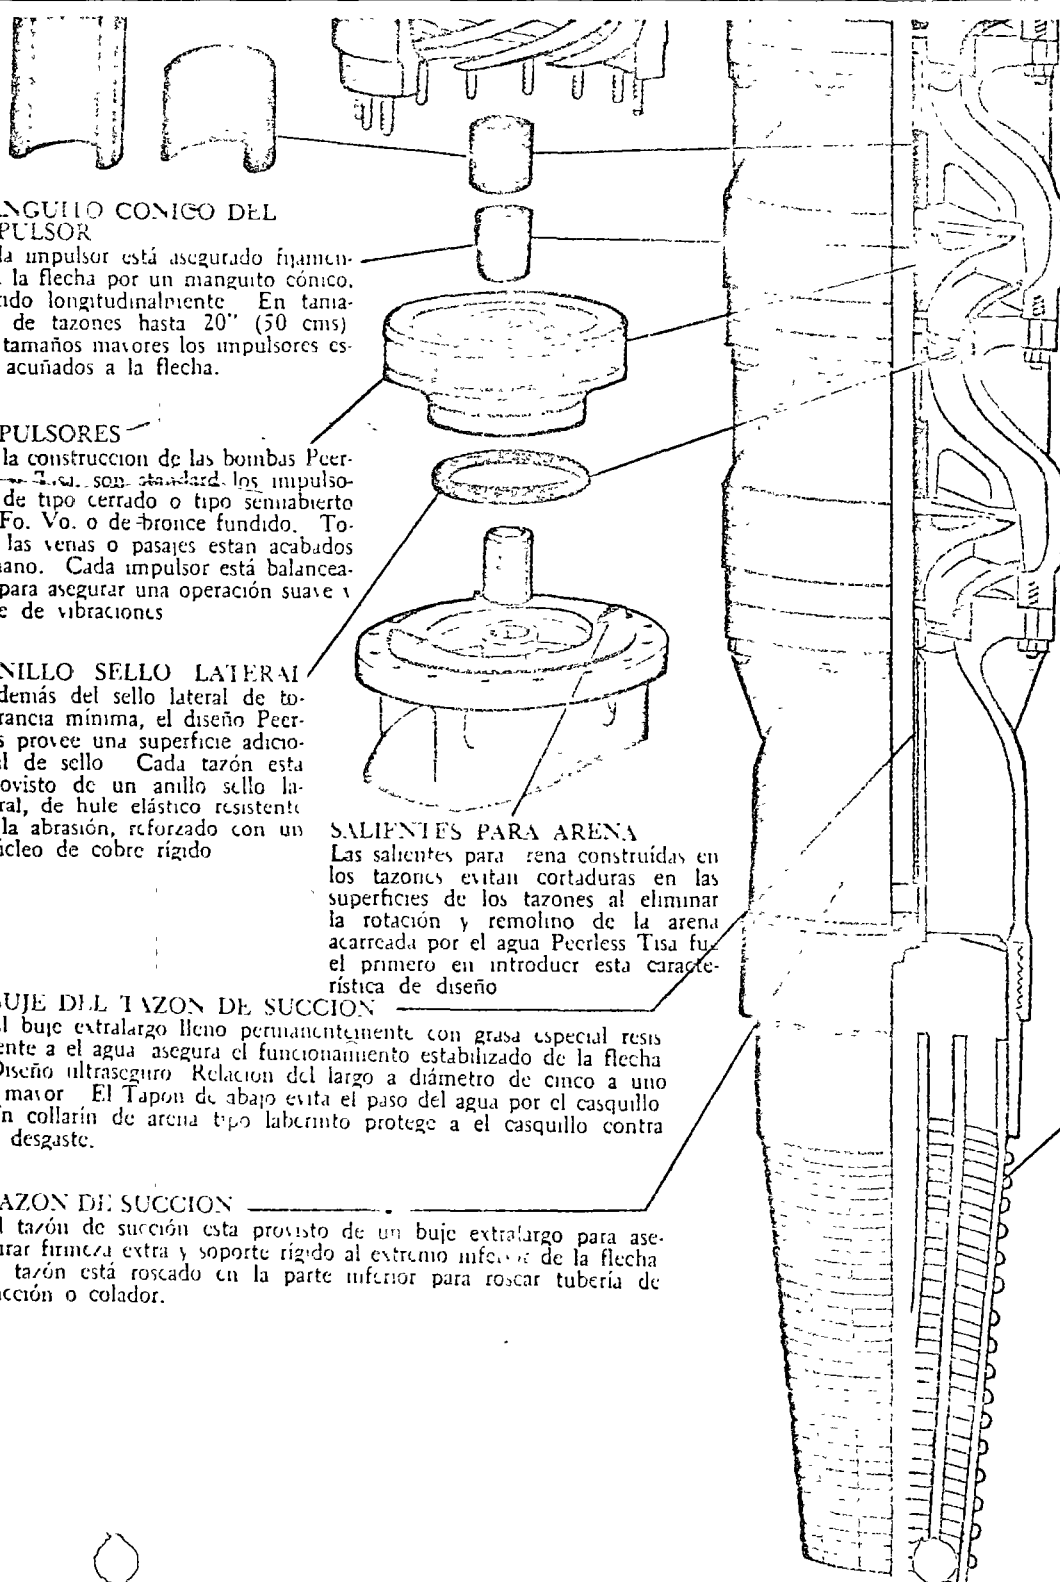 ANGUITO CONICO DEL
PULSOR
da impulsor está asegurado fijamen-
a la flecha por un manguito cónico,
ido longitudinalmente En tama-
de tazones hasta 20" (50 cms)
tamaños mayores los impulsores es-
acuñados a la flecha.
PULSORES
la construccion de las bombas Peer-
Tisa son standard los impulso-
de tipo cerrado o tipo semiabierto
Fo. Vo. o de bronce fundido. To-
las venas o pasajes estan acabados
ano. Cada impulsor está balancea-
para asegurar una operación suave y
e de vibraciones
NILLO SELLO LATERAL
demás del sello lateral de to-
rancia mínima, el diseño Peer-
s provee una superficie adicio-
l de sello Cada tazón esta
ovisto de un anillo sello la-
ral, de hule elástico resistente
la abrasión, reforzado con un
úcleo de cobre rígido
SALIENTES PARA ARENA
Las salientes para rena construídas en
los tazones evitan cortaduras en las
superficies de los tazones al eliminar
la rotación y remolino de la arena
acarreada por el agua Peerless Tisa fue
el primero en introducir esta caracte-
rística de diseño
BUJE DEL TAZON DE SUCCION
El buje extralargo lleno permanentemente con grasa especial resis
ente a el agua asegura el funcionamiento estabilizado de la flecha
Diseño ultraseguro Relacion del largo a diámetro de cinco a uno
mayor El Tapon de abajo evita el paso del agua por el casquillo
n collarín de arena tipo laberinto protege a el casquillo contra
desgaste.
AZON DE SUCCION
l tazón de succión esta provisto de un buje extralargo para ase-
urar firmeza extra y soporte rígido al extremo inferior de la flecha
tazón está roscado en la parte inferior para roscar tubería de
cción o colador.